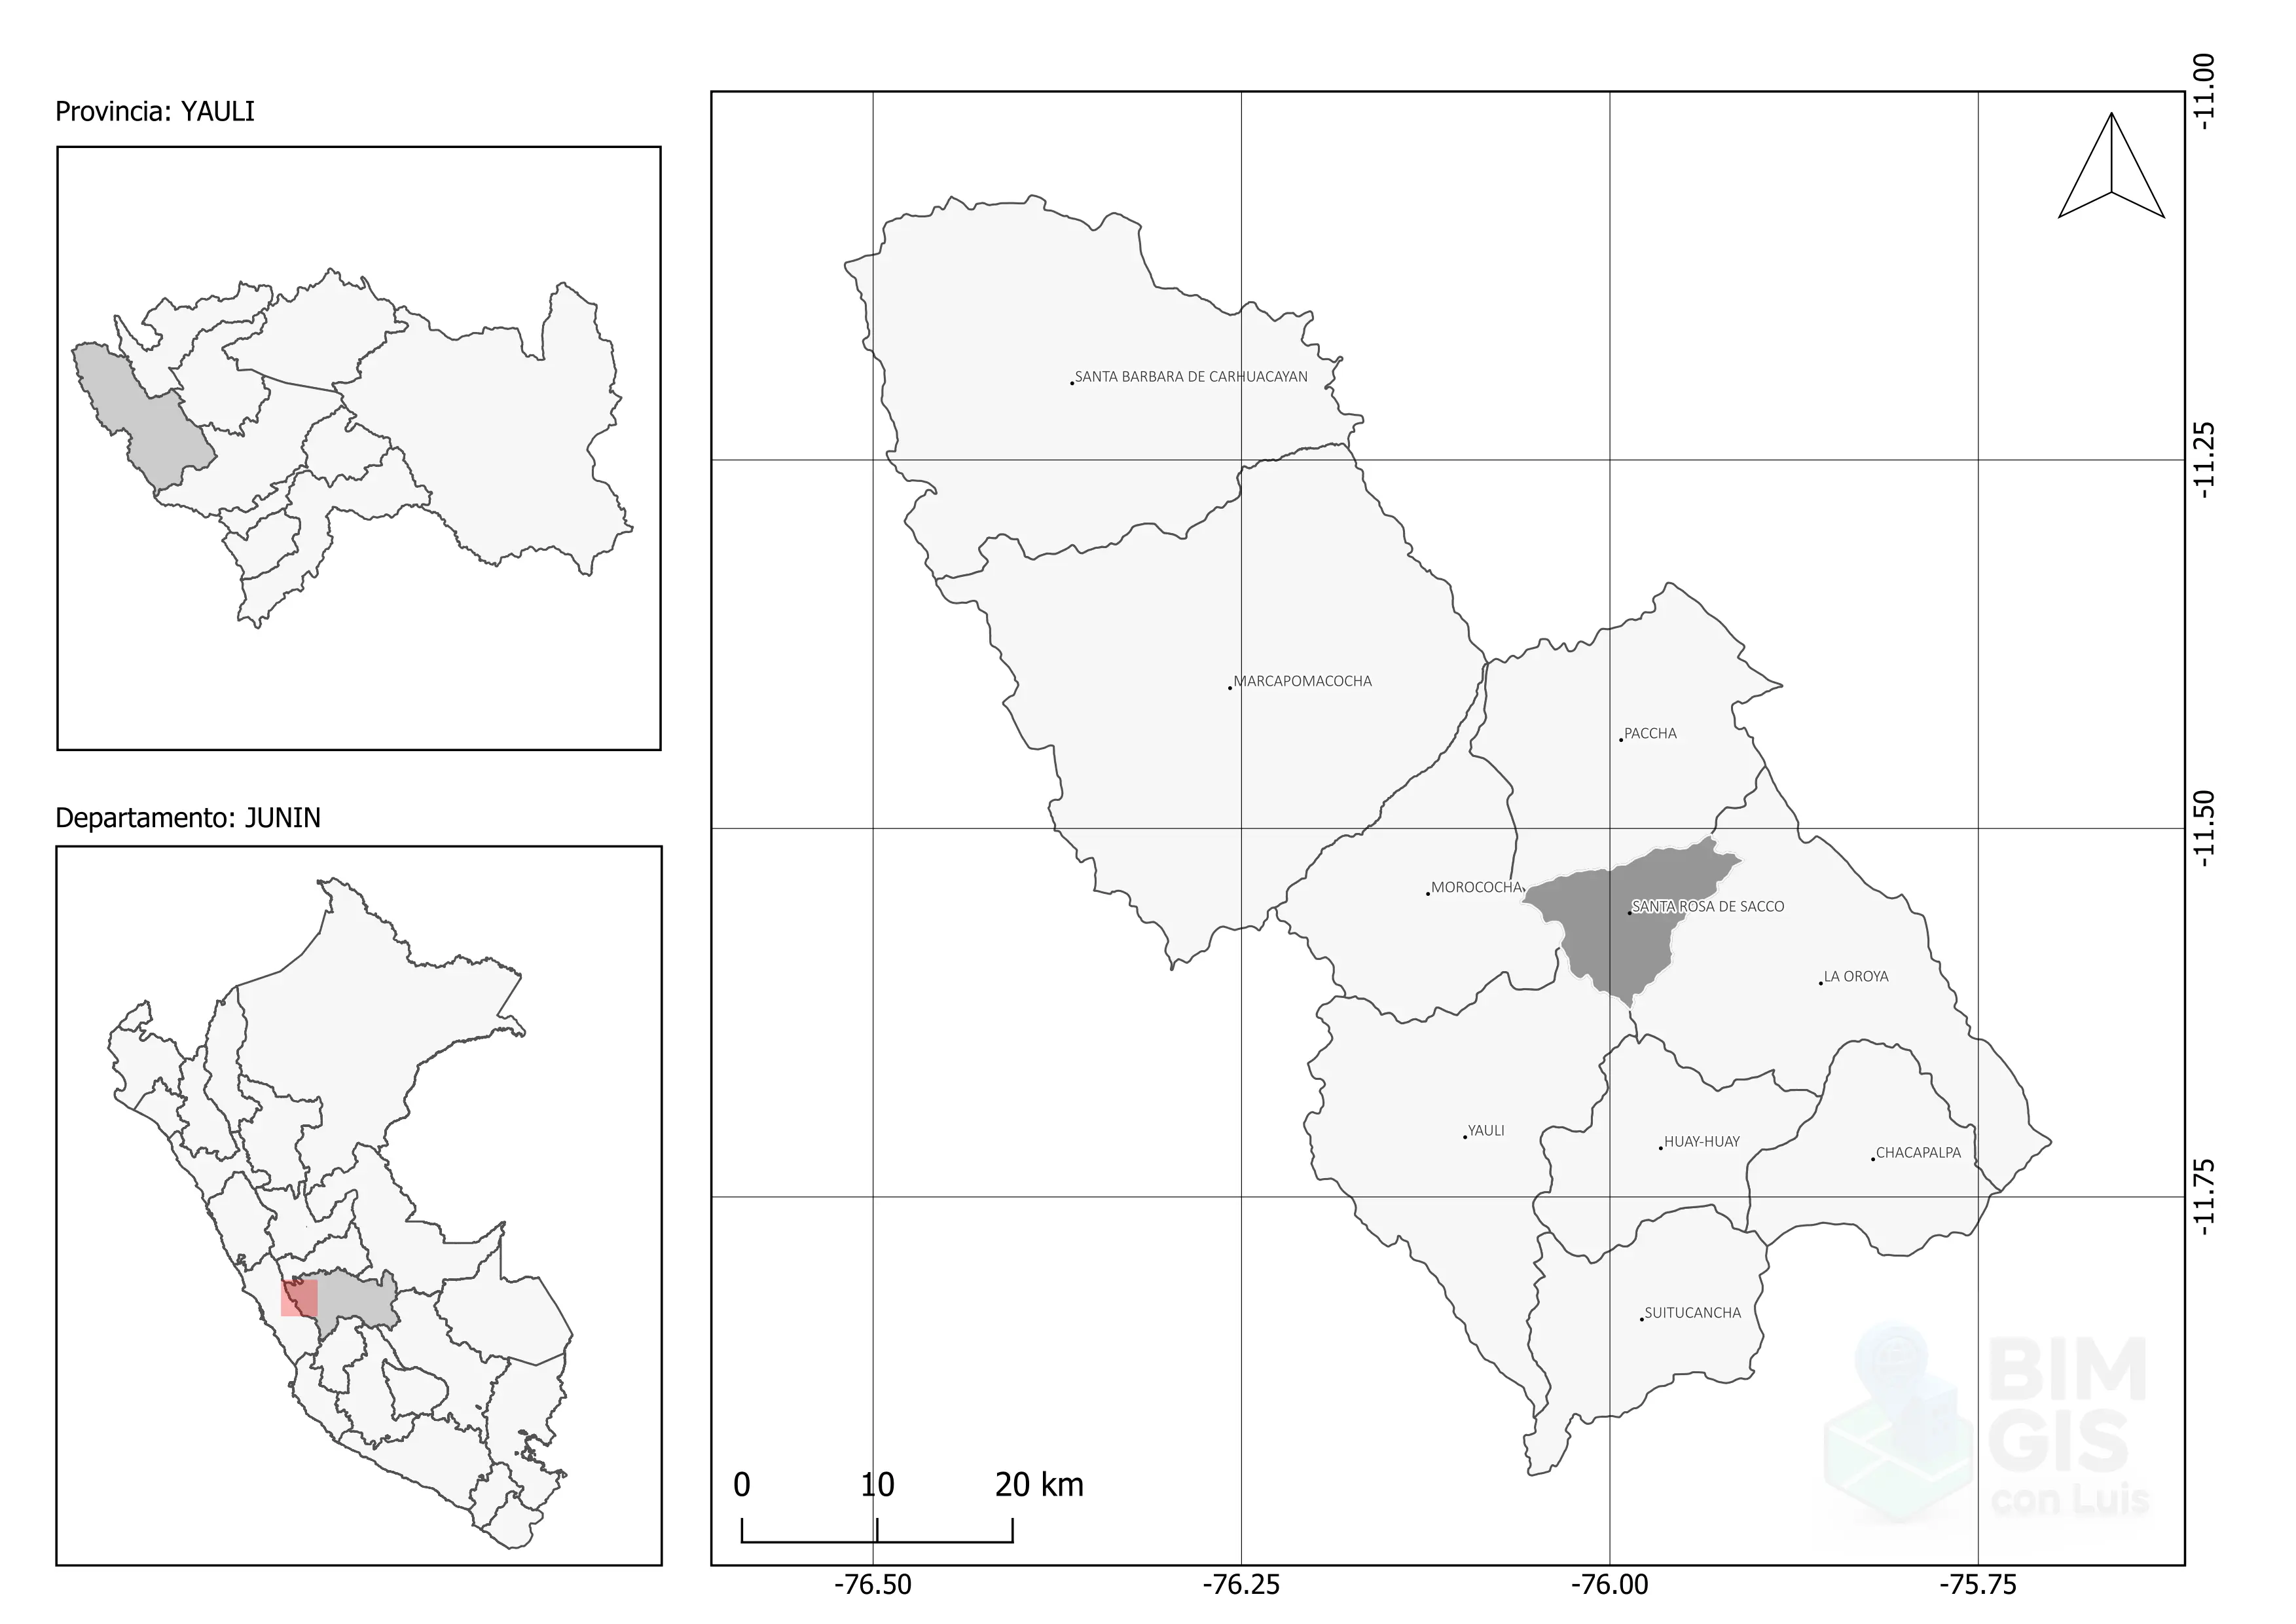 Provincia: YAULI
Departamento: JUNIN
SANTA BARBARA DE CARHUACAYAN
MARCAPOMACOCHA
PACCHA
MOROCOCHA
SANTA ROSA DE SACCO
LA OROYA
YAULI
HUAY-HUAY
CHACAPALPA
SUITUCANCHA
0 10 20 km
-76.50 -76.25 -76.00 -75.75
-11.00
-11.25
-11.50
-11.75
BIM
GIS
con Luis